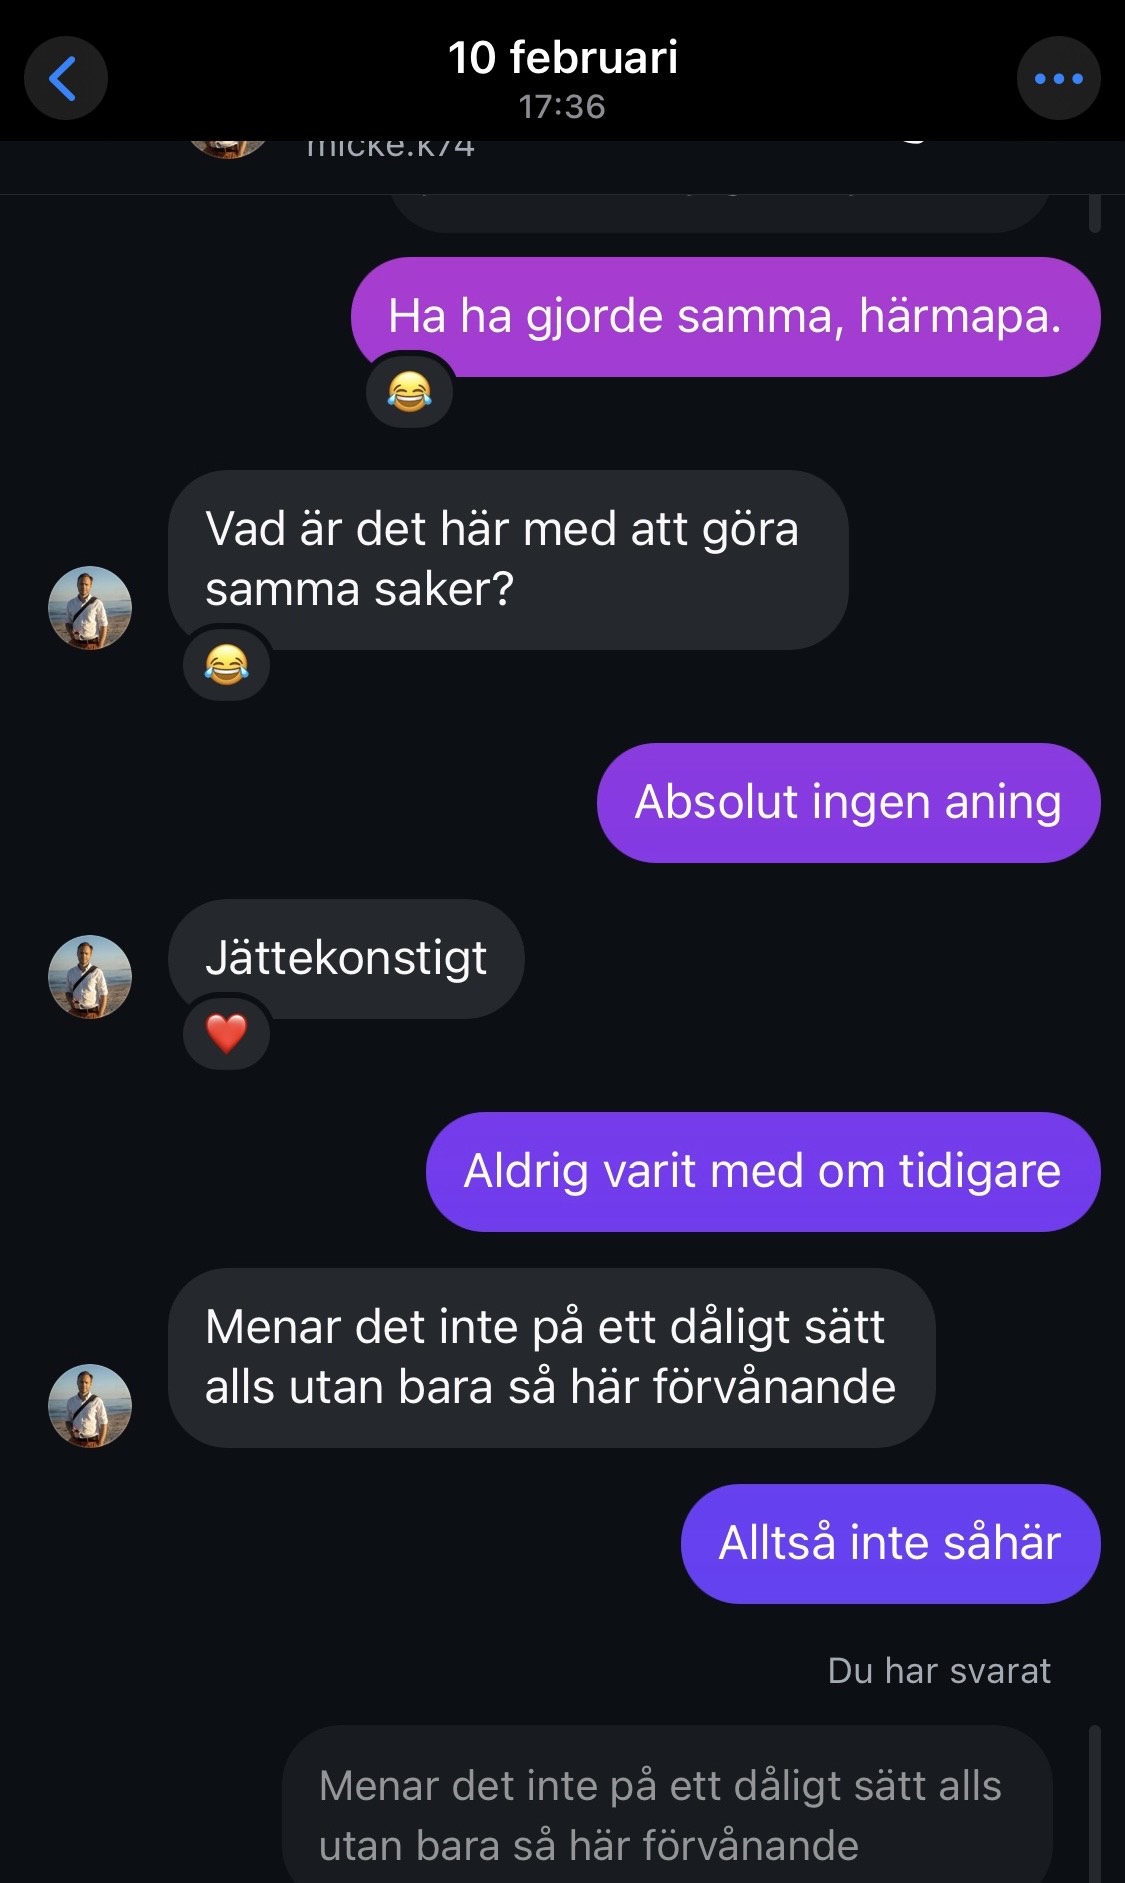 10 februari
17:36
micke.k74
Ha ha gjorde samma, härmapa.
😂
Vad är det här med att göra
samma saker?
😂
Absolut ingen aning
Jättekonstigt
❤️
Aldrig varit med om tidigare
Menar det inte på ett dåligt sätt
alls utan bara så här förvånande
Alltså inte såhär
Du har svarat
Menar det inte på ett dåligt sätt alls
utan bara så här förvånande